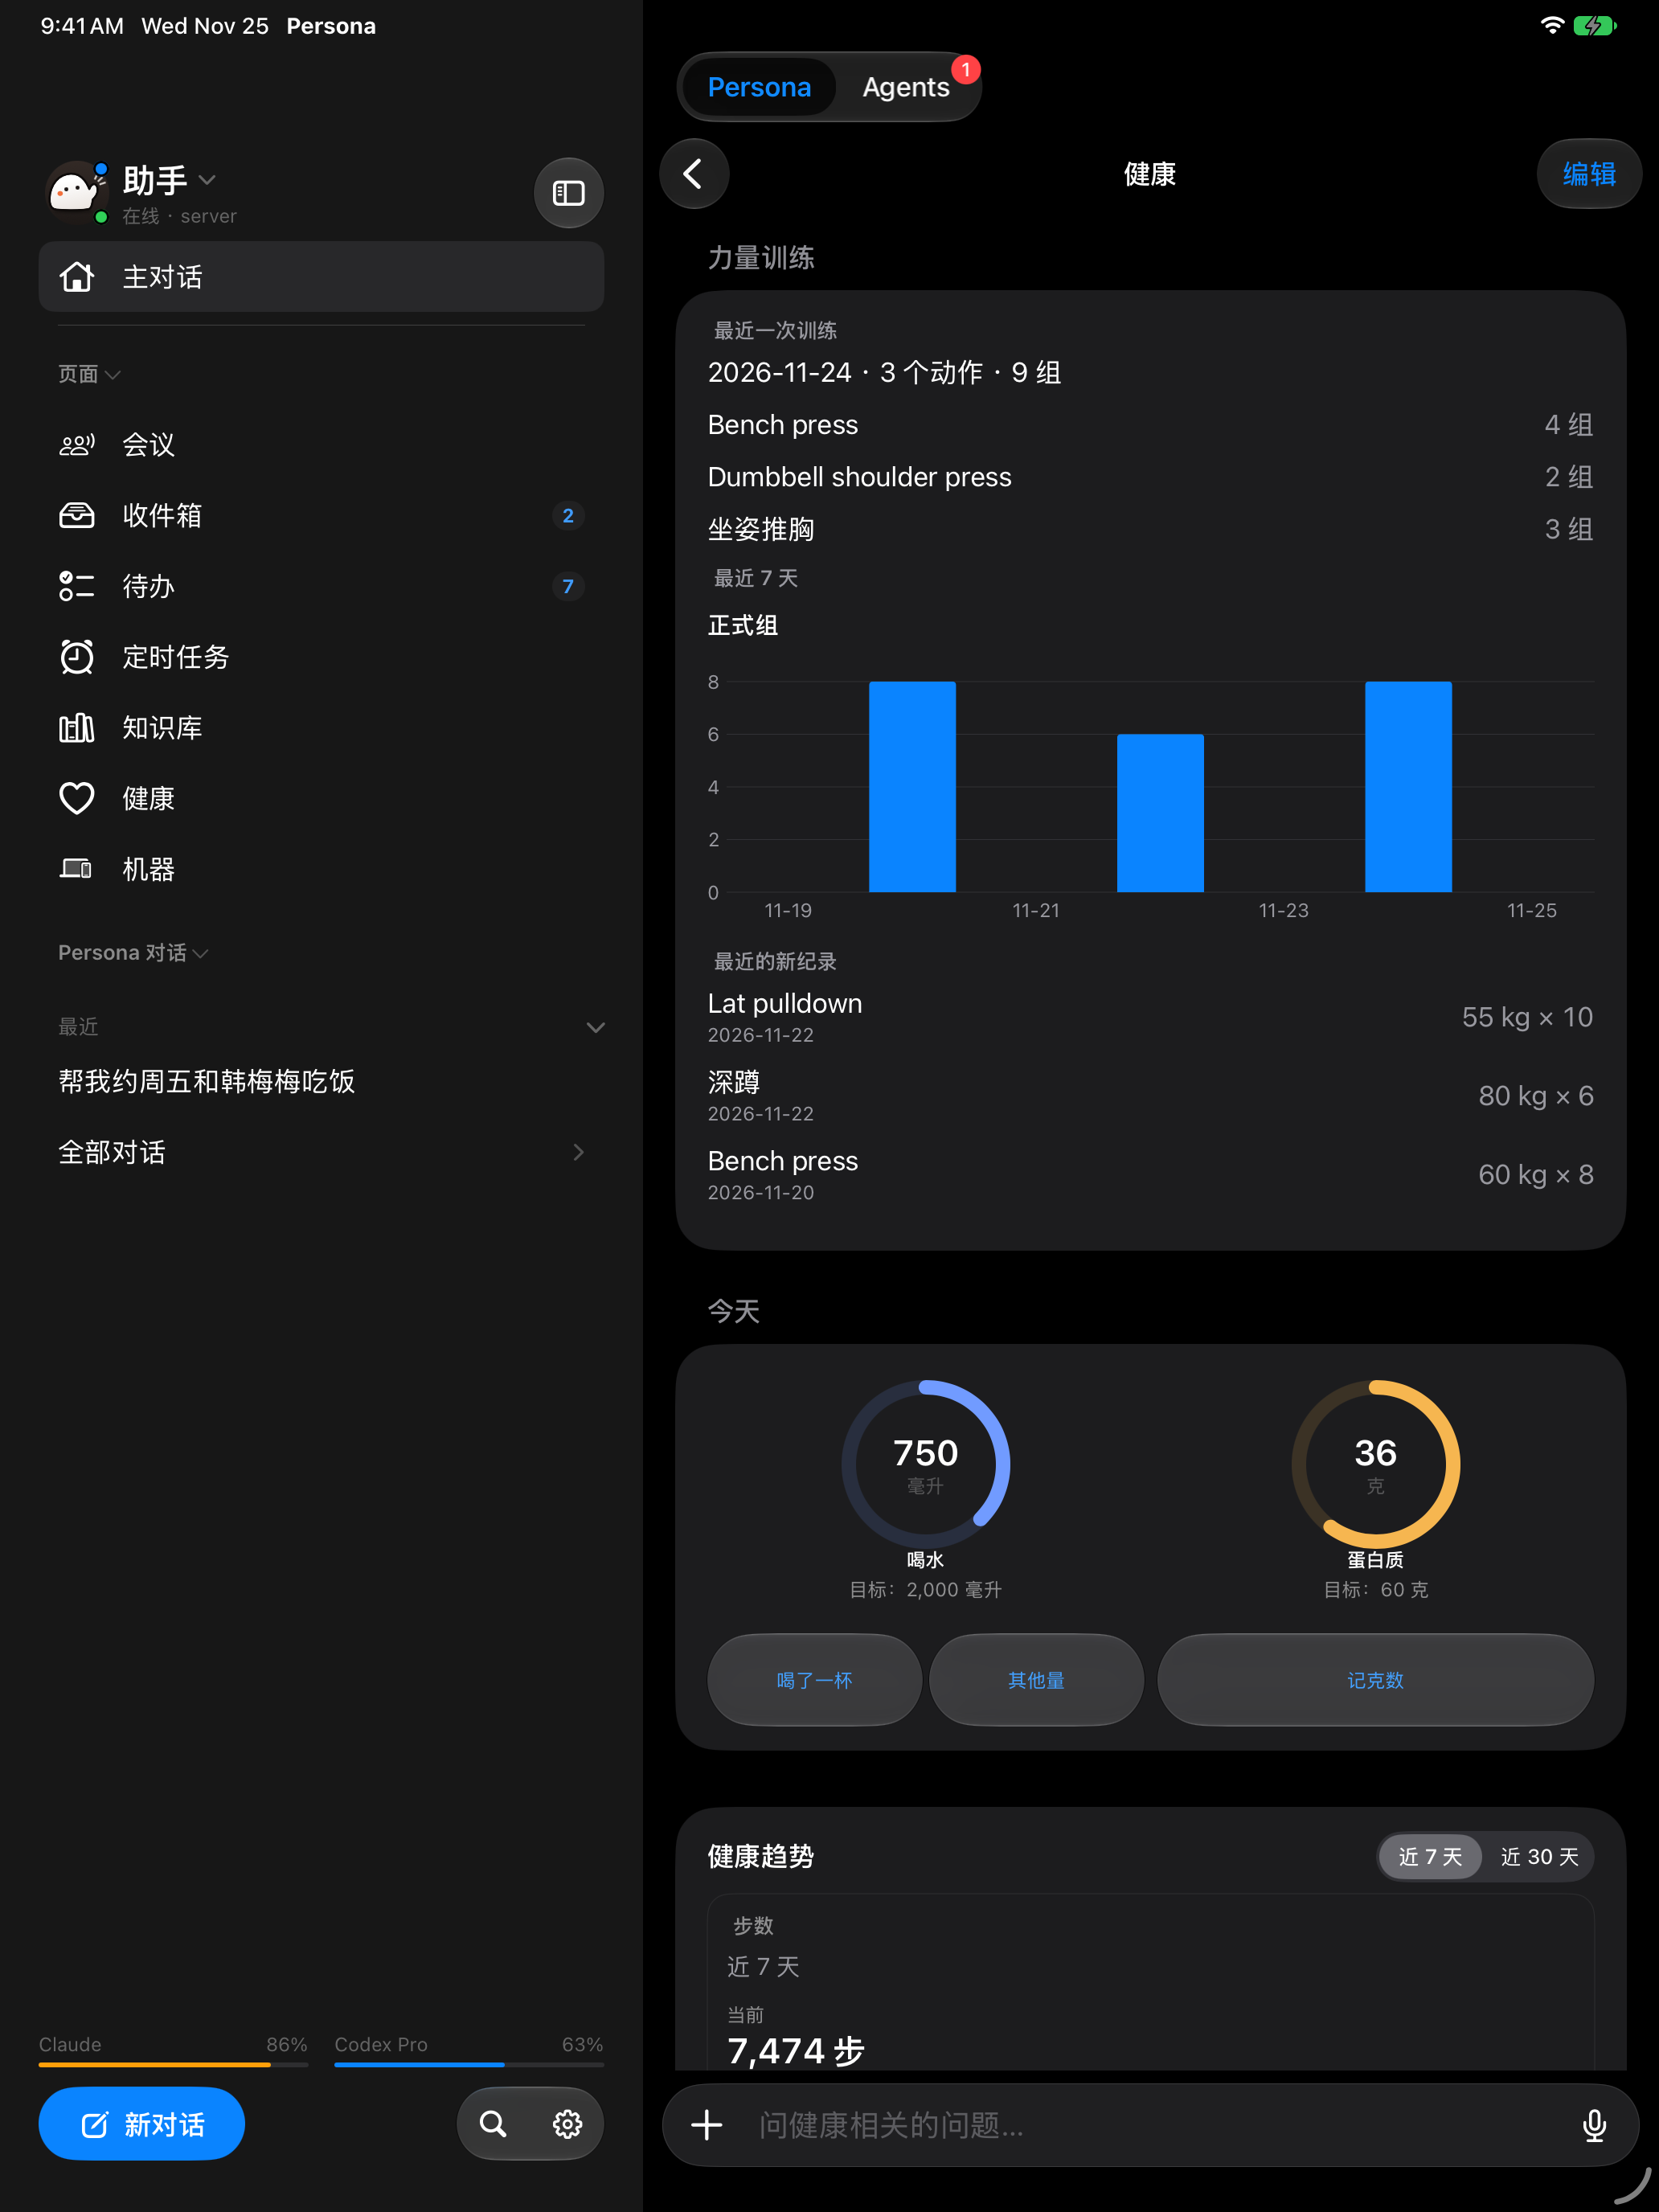 9:41 AM Wed Nov 25 Persona
助手
在线 · server
主对话
页面
会议
收件箱 2
待办 7
定时任务
知识库
健康
机器
Persona 对话
最近
帮我约周五和韩梅梅吃饭
全部对话
Claude 86% Codex Pro 63%
新对话
Persona Agents 1
健康 编辑
力量训练
最近一次训练
2026-11-24 · 3 个动作 · 9 组
Bench press 4 组
Dumbbell shoulder press 2 组
坐姿推胸 3 组
最近 7 天
正式组
8
6
4
2
0
11-19 11-21 11-23 11-25
最近的新纪录
Lat pulldown 55 kg × 10
2026-11-22
深蹲 80 kg × 6
2026-11-22
Bench press 60 kg × 8
2026-11-20
今天
750 36
毫升 克
喝水 蛋白质
目标：2,000 毫升 目标：60 克
喝了一杯 其他量 记克数
健康趋势 近 7 天 近 30 天
步数
近 7 天
当前
7,474 步
问健康相关的问题...